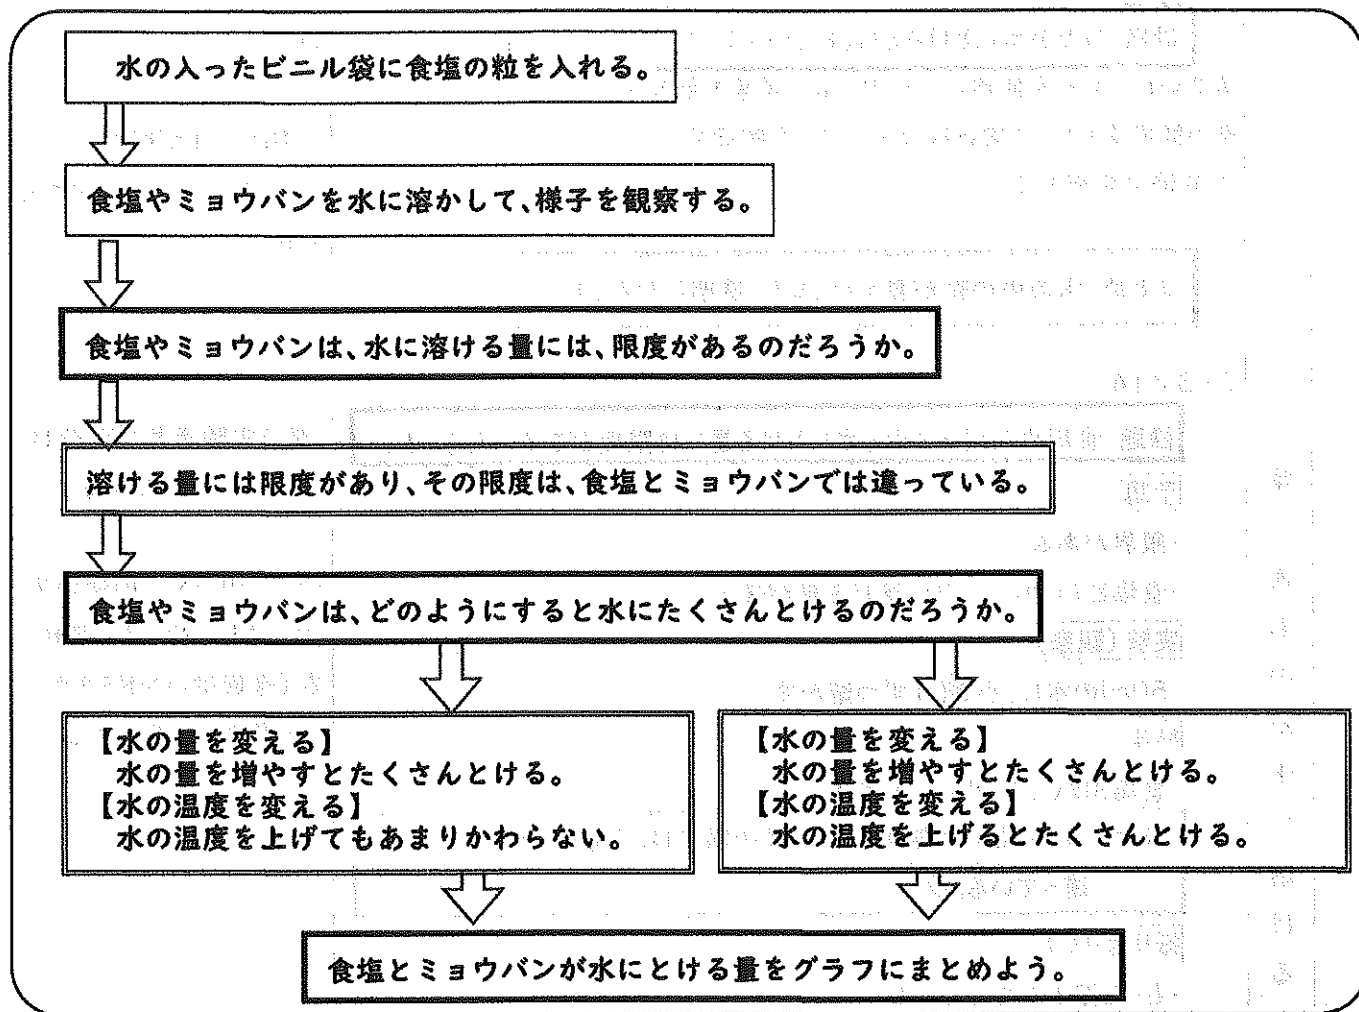 水の入ったビニル袋に食塩の粒を入れる。
食塩やミョウバンを水に溶かして、様子を観察する。
食塩やミョウバンは、水に溶ける量には、限度があるのだろうか。
溶ける量には限度があり、その限度は、食塩とミョウバンでは違っている。
食塩やミョウバンは、どのようにすると水にたくさんとけるのだろうか。
【水の量を変える】
水の量を増やすとたくさんとける。
【水の温度を変える】
水の温度を上げてもあまりかわらない。
【水の量を変える】
水の量を増やすとたくさんとける。
【水の温度を変える】
水の温度を上げるとたくさんとける。
食塩とミョウバンが水にとける量をグラフにまとめよう。